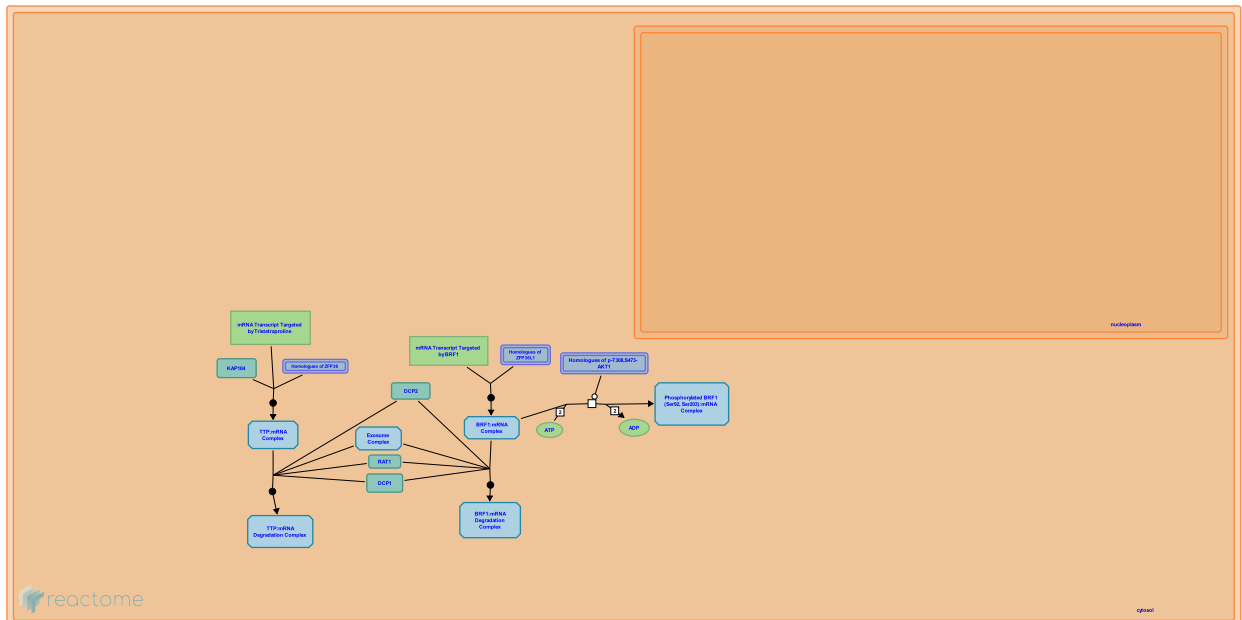 nucleoplasm
mRNA Transcript Targeted
byTristetraproline
mRNA Transcript Targeted
byBRF1
Homologues of
ZFP36L1
Homologues of p-T308,S473-
AKT1
KAP104
Homologues of ZFP36
DCP2
Phosphorylated BRF1
(Ser92, Ser203):mRNA
Complex
2
2
ATP
ADP
TTP:mRNA
Complex
Exosome
Complex
BRF1:mRNA
Complex
RAT1
DCP1
TTP:mRNA
Degradation Complex
BRF1:mRNA
Degradation
Complex
reactome
cytosol